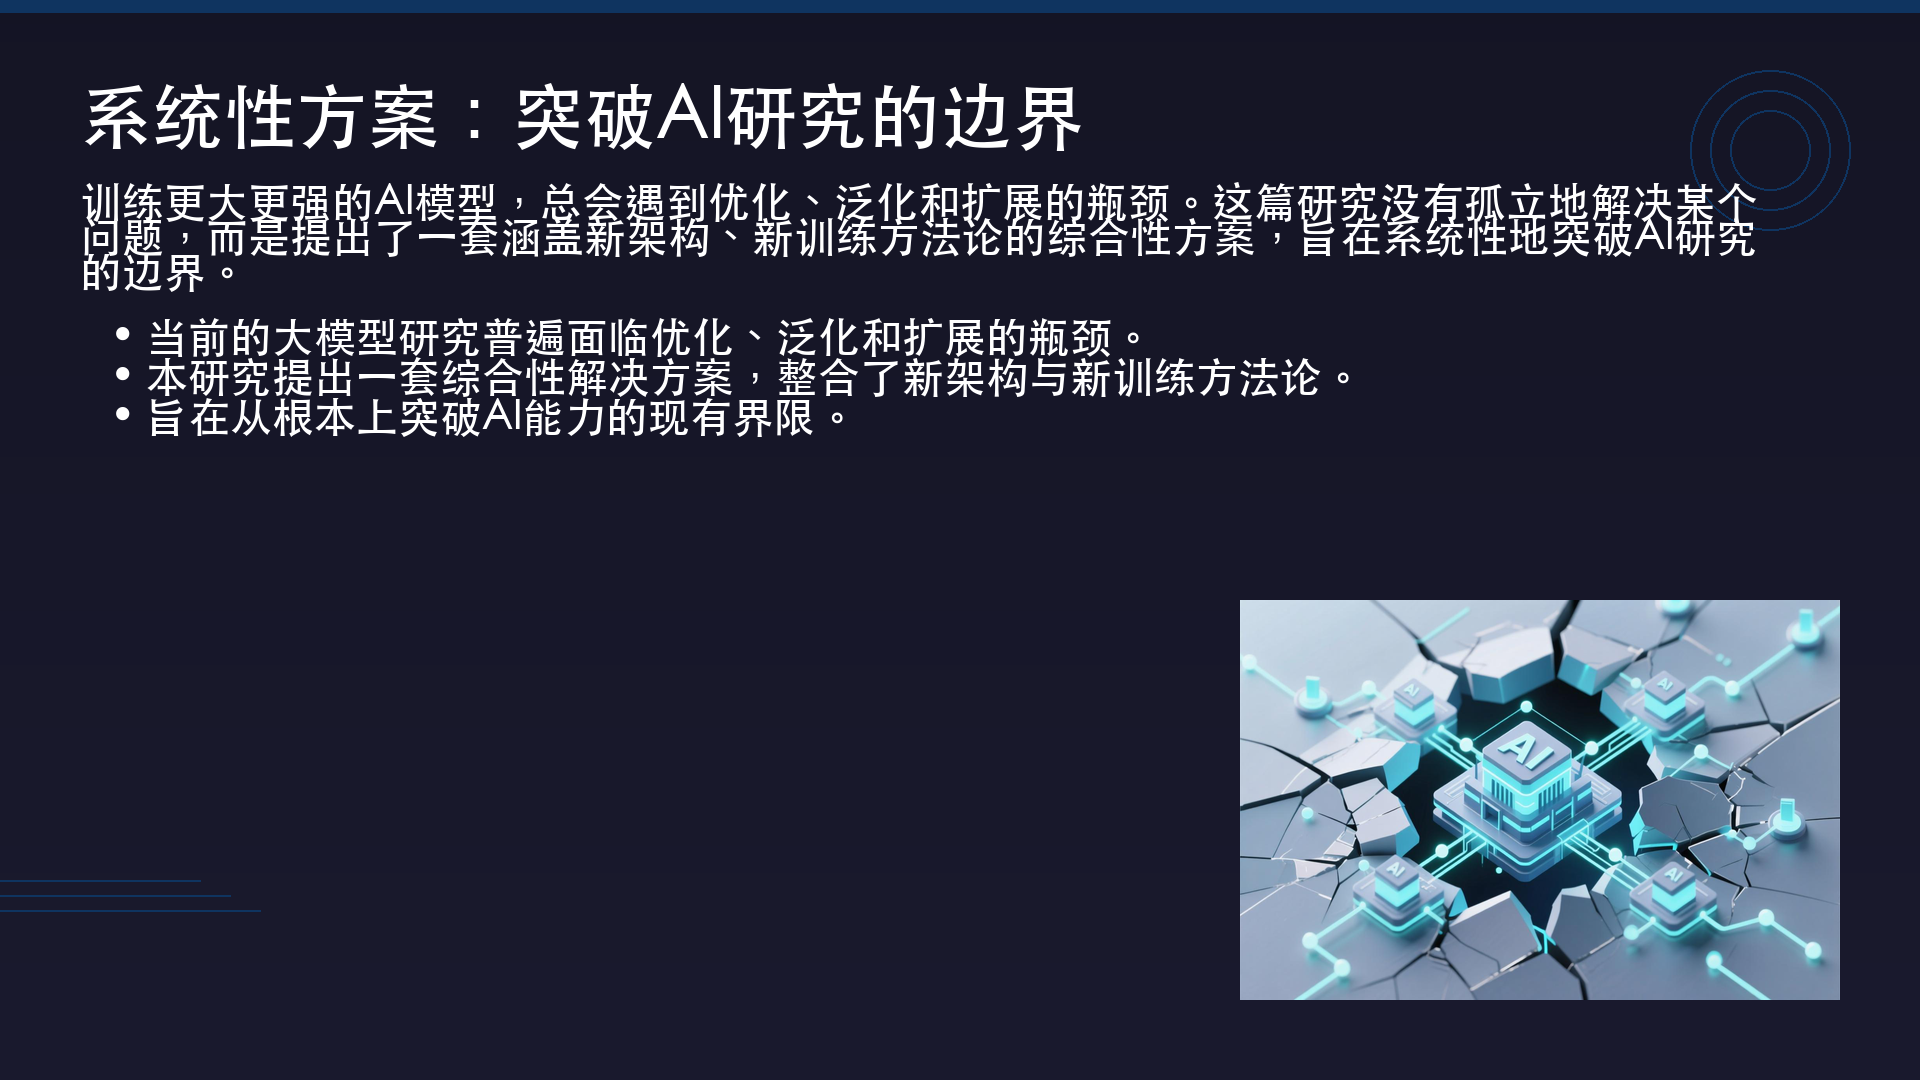 系统性方案：突破AI研究的边界
训练更大更强的AI模型，总会遇到优化、泛化和扩展的瓶颈。这篇研究没有孤立地解决某个
问题，而是提出了一套涵盖新架构、新训练方法论的综合性方案，旨在系统性地突破AI研究
的边界。
• 当前的大模型研究普遍面临优化、泛化和扩展的瓶颈。
• 本研究提出一套综合性解决方案，整合了新架构与新训练方法论。
• 旨在从根本上突破AI能力的现有界限。
AI
AI
AI
AI
AI